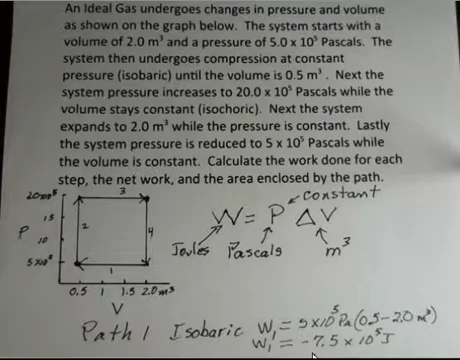 An Ideal Gas undergoes changes in pressure and volume
as shown on the graph below. The system starts with a
volume of 2.0 m³ and a pressure of 5.0 x 10⁵ Pascals. The
system then undergoes compression at constant
pressure (isobaric) until the volume is 0.5 m³ . Next the
system pressure increases to 20.0 x 10⁵ Pascals while the
volume stays constant (isochoric). Next the system
expands to 2.0 m³ while the pressure is constant. Lastly
the system pressure is reduced to 5 x 10⁵ Pascals while
the volume is constant. Calculate the work done for each
step, the net work, and the area enclosed by the path.
constant
20x10⁵ 3
15
W = P ΔV
P 2 4
10
Joules Pascals m³
5x10⁵ 1
0.5 1 1.5 2.0m³
V
Path 1 Isobaric W₁ = 5x10⁵Pa(0.5-2.0m³)
W₁ = -7.5 x 10⁵J